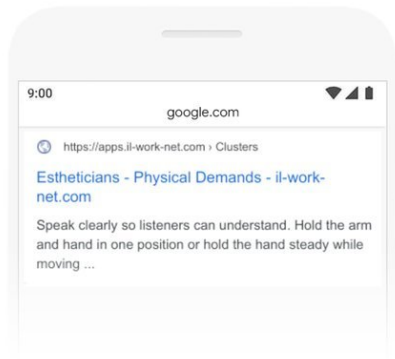 9:00
google.com
https://apps.il-work-net.com › Clusters
Estheticians - Physical Demands - il-work-
net.com
Speak clearly so listeners can understand. Hold the arm
and hand in one position or hold the hand steady while
moving ...